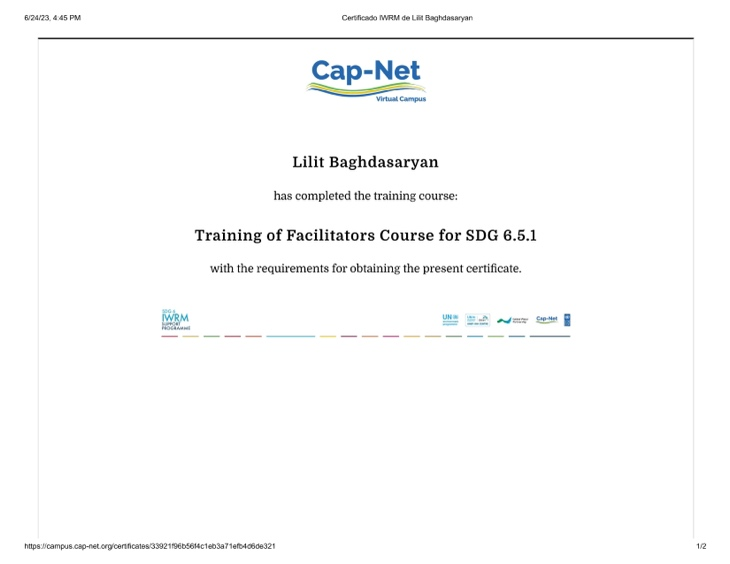 6/24/23, 4:45 PM
Certificado IWRM de Lilit Baghdasaryan
Cap-Net
Virtual Campus
Lilit Baghdasaryan
has completed the training course:
Training of Facilitators Course for SDG 6.5.1
with the requirements for obtaining the present certificate.
SDG 6
IWRM
SUPPORT
PROGRAMME
UN
Cap-Net
https://campus.cap-net.org/certificates/33921f96b56f4c1eb3a71efb4d6de321
1/2